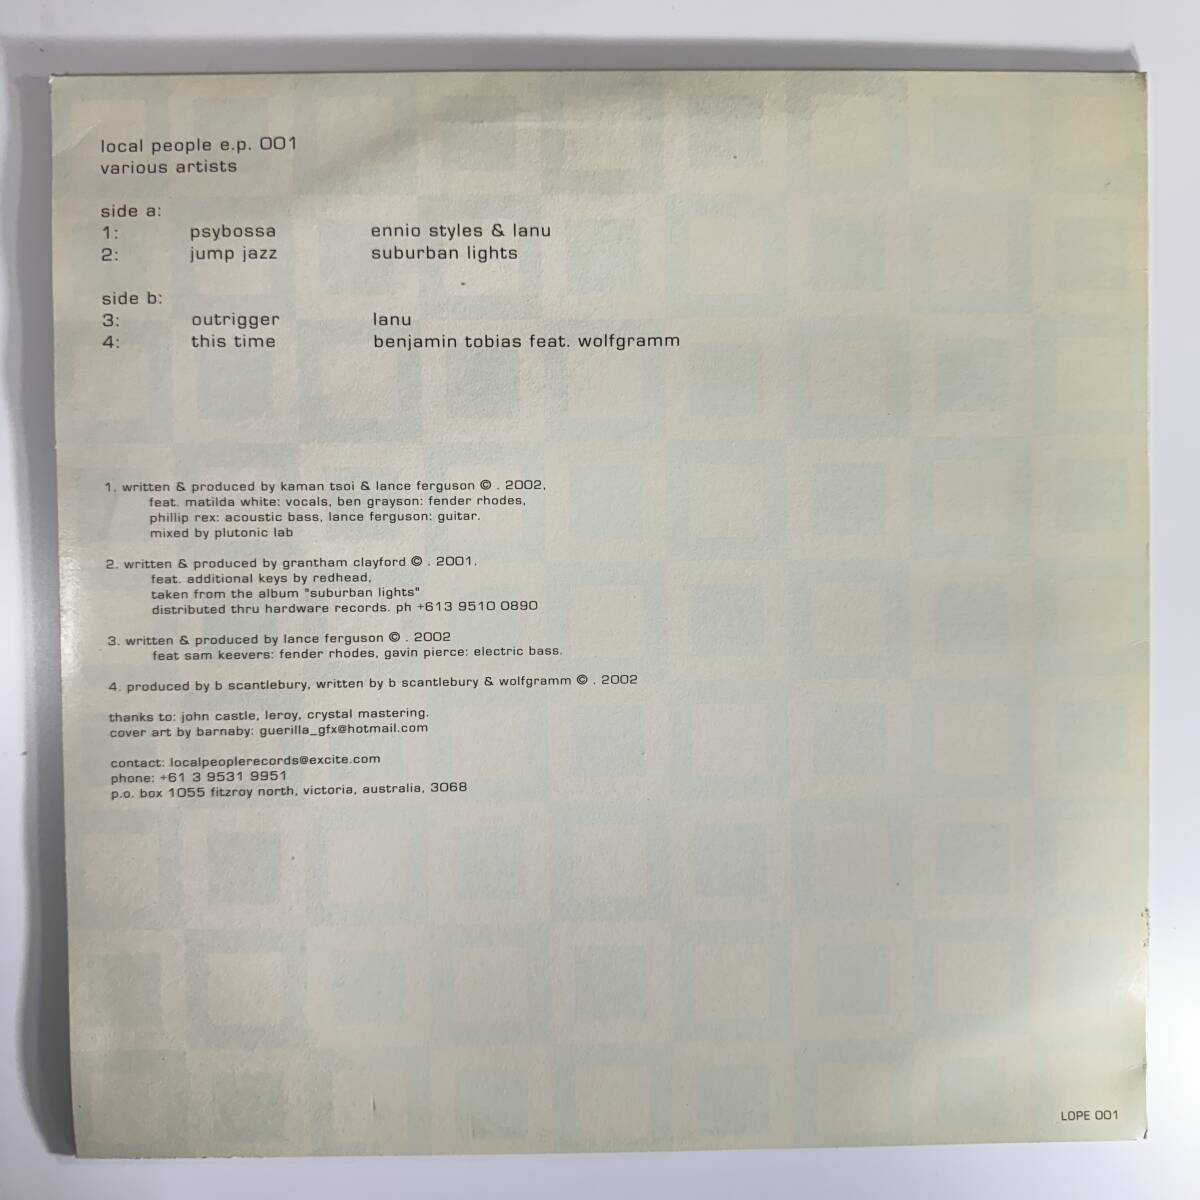 local people e.p. 001
various artists
side a:
1: psybossa ennio styles & lanu
2: jump jazz suburban lights
side b:
3: outrigger lanu
4: this time benjamin tobias feat. wolfgramm
1. written & produced by kaman tsoi & lance ferguson © . 2002,
feat. matilda white: vocals, ben grayson: fender rhodes,
phillip rex: acoustic bass, lance ferguson: guitar.
mixed by plutonic lab
2. written & produced by grantham clayford © . 2001.
feat. additional keys by redhead,
taken from the album "suburban lights"
distributed thru hardware records. ph +613 9510 0890
3. written & produced by lance ferguson © . 2002
feat sam keevers: fender rhodes, gavin pierce: electric bass.
4. produced by b scantlebury, written by b scantlebury & wolfgramm © . 2002
thanks to: john castle, leroy, crystal mastering.
cover art by barnaby: guerilla_gfx@hotmail.com
contact: localpeoplerecords@excite.com
phone: +61 3 9531 9951
p.o. box 1055 fitzroy north, victoria, australia, 3068
LOPE 001